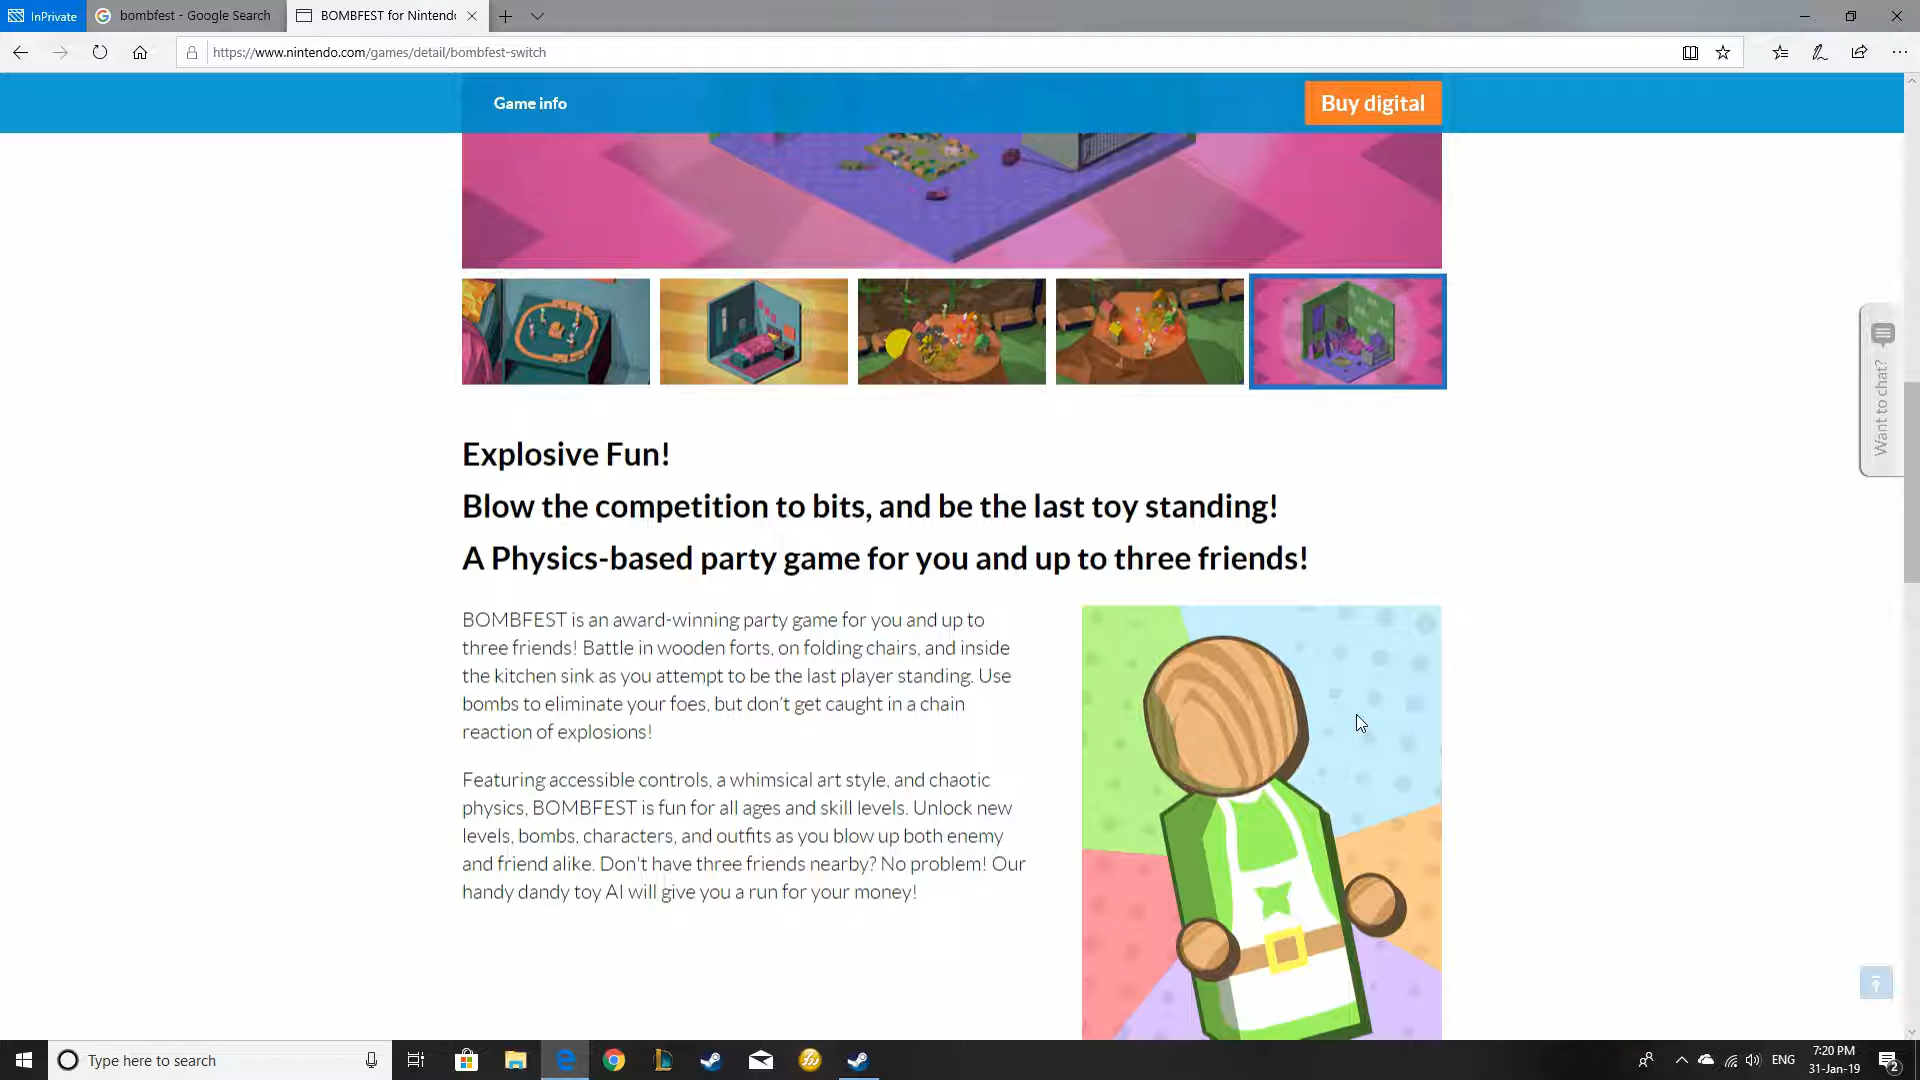 InPrivate
bombfest - Google Search
BOMBFEST for Nintendo
https://www.nintendo.com/games/detail/bombfest-switch
Game info
Buy digital
Want to chat?
Explosive Fun!
Blow the competition to bits, and be the last toy standing!
A Physics-based party game for you and up to three friends!
BOMBFEST is an award-winning party game for you and up to
three friends! Battle in wooden forts, on folding chairs, and inside
the kitchen sink as you attempt to be the last player standing. Use
bombs to eliminate your foes, but don’t get caught in a chain
reaction of explosions!
Featuring accessible controls, a whimsical art style, and chaotic
physics, BOMBFEST is fun for all ages and skill levels. Unlock new
levels, bombs, characters, and outfits as you blow up both enemy
and friend alike. Don't have three friends nearby? No problem! Our
handy dandy toy AI will give you a run for your money!
Type here to search
ENG
7:20 PM
31-Jan-19
2